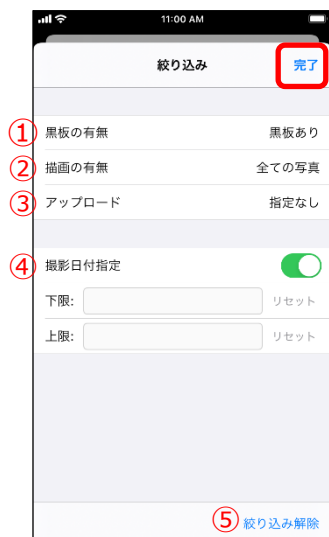 11:00 AM
絞り込み 完了
① 黒板の有無 黒板あり
② 描画の有無 全ての写真
③ アップロード 指定なし
④ 撮影日付指定
下限: リセット
上限: リセット
⑤ 絞り込み解除